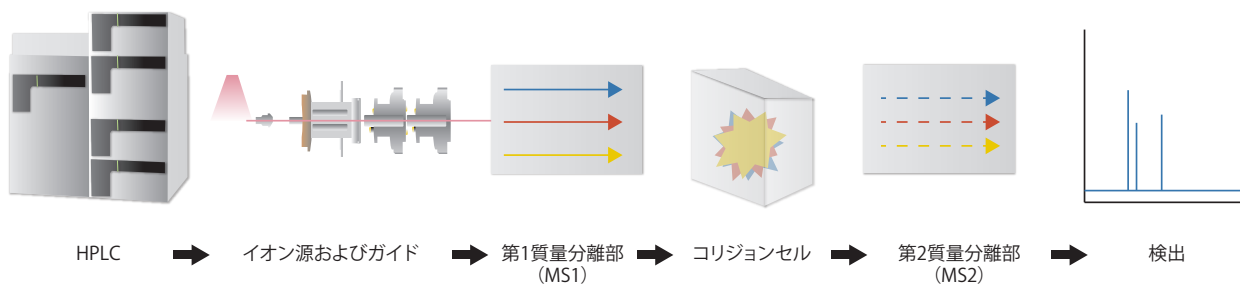 HPLC
イオン源およびガイド
第1質量分離部
（MS1）
コリジョンセル
第2質量分離部
（MS2）
検出